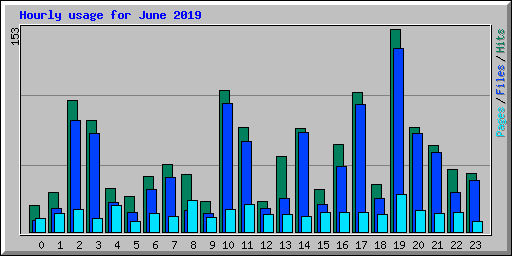 Hourly usage for June 2019
153
Pages/Files/Hits
0 1 2 3 4 5 6 7 8 9 10 11 12 13 14 15 16 17 18 19 20 21 22 23